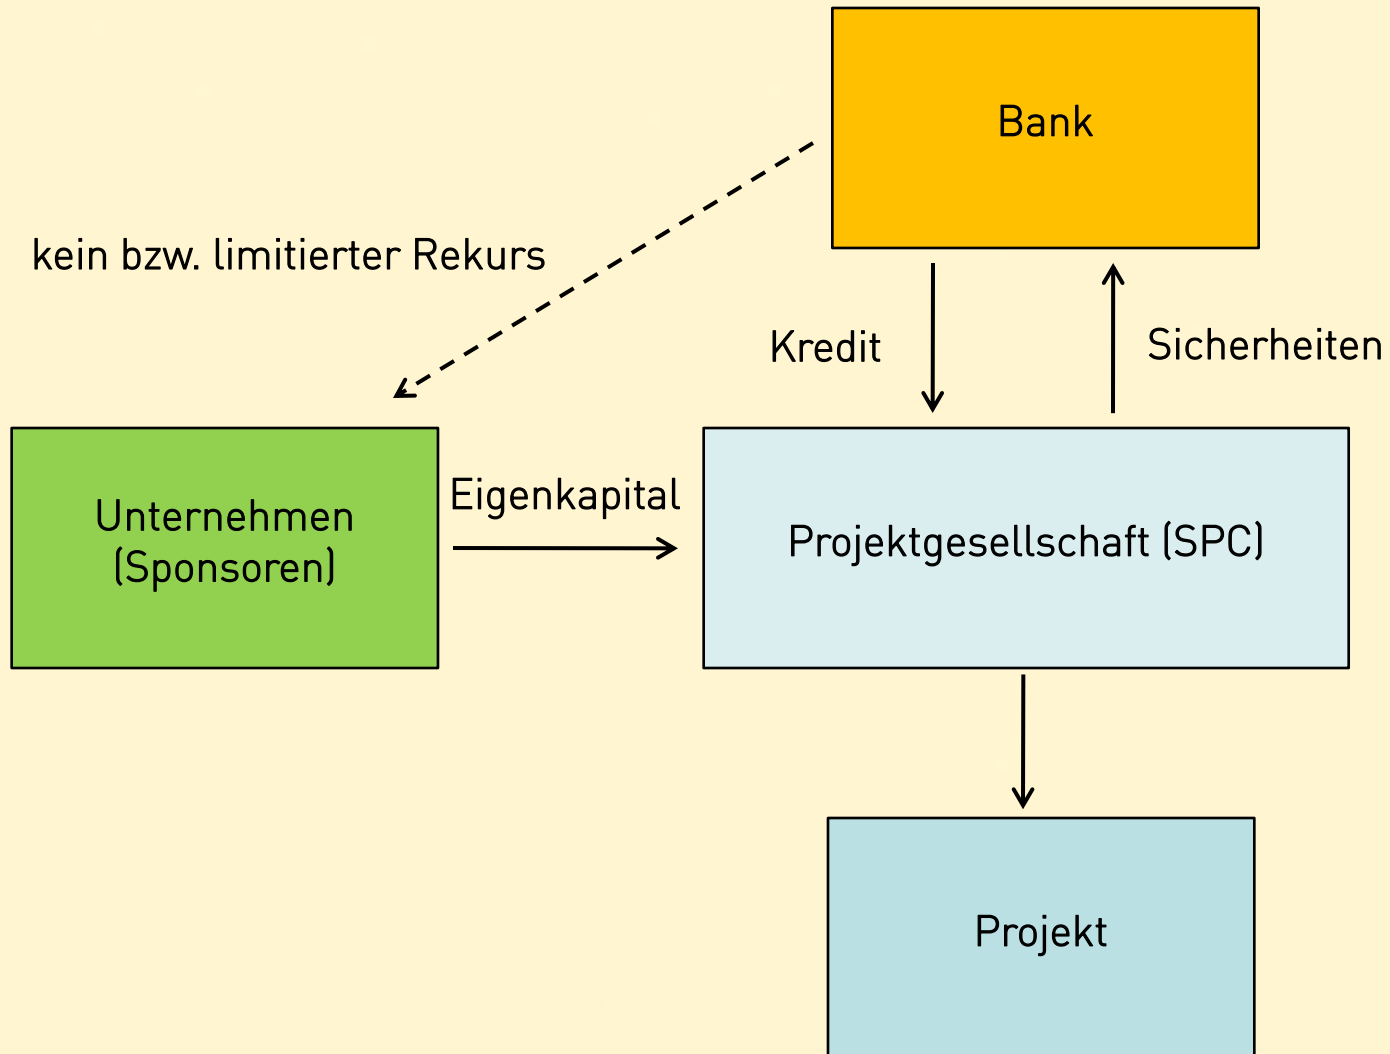 Bank
kein bzw. limitierter Rekurs
Kredit
Sicherheiten
Eigenkapital
Unternehmen
(Sponsoren)
Projektgesellschaft (SPC)
Projekt